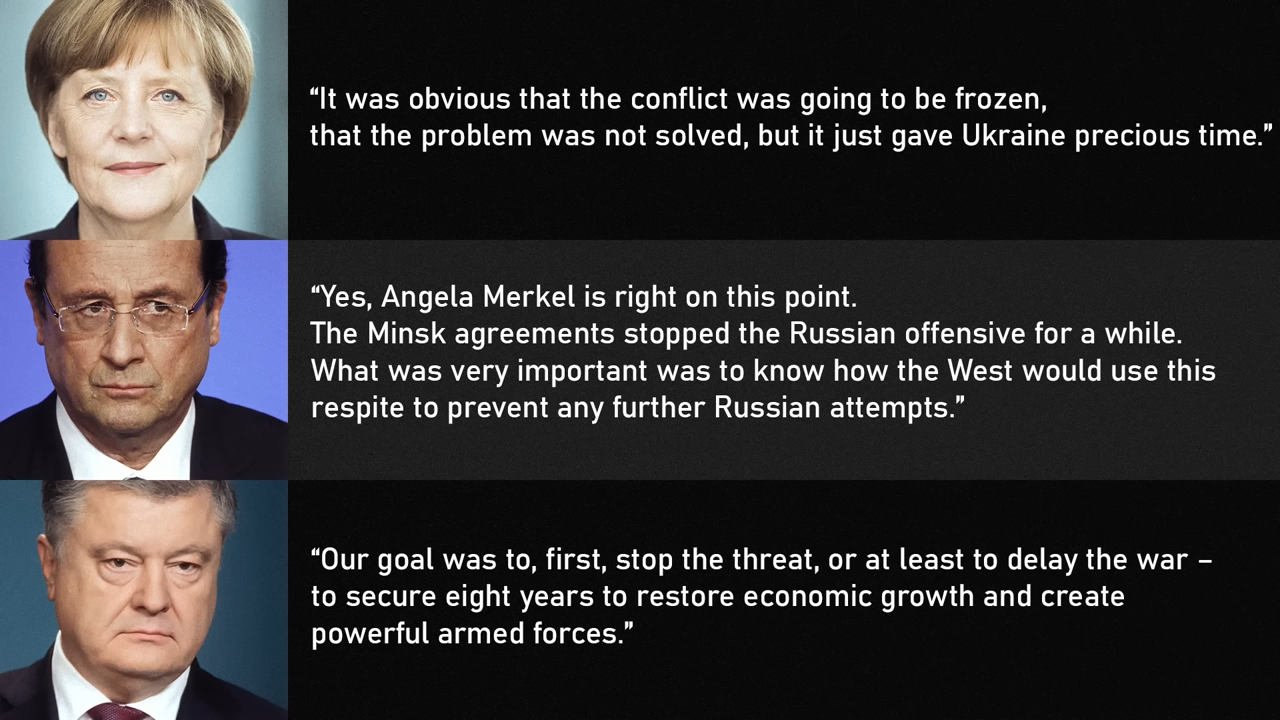 “It was obvious that the conflict was going to be frozen,
that the problem was not solved, but it just gave Ukraine precious time.”
“Yes, Angela Merkel is right on this point.
The Minsk agreements stopped the Russian offensive for a while.
What was very important was to know how the West would use this
respite to prevent any further Russian attempts.”
“Our goal was to, first, stop the threat, or at least to delay the war –
to secure eight years to restore economic growth and create
powerful armed forces.”